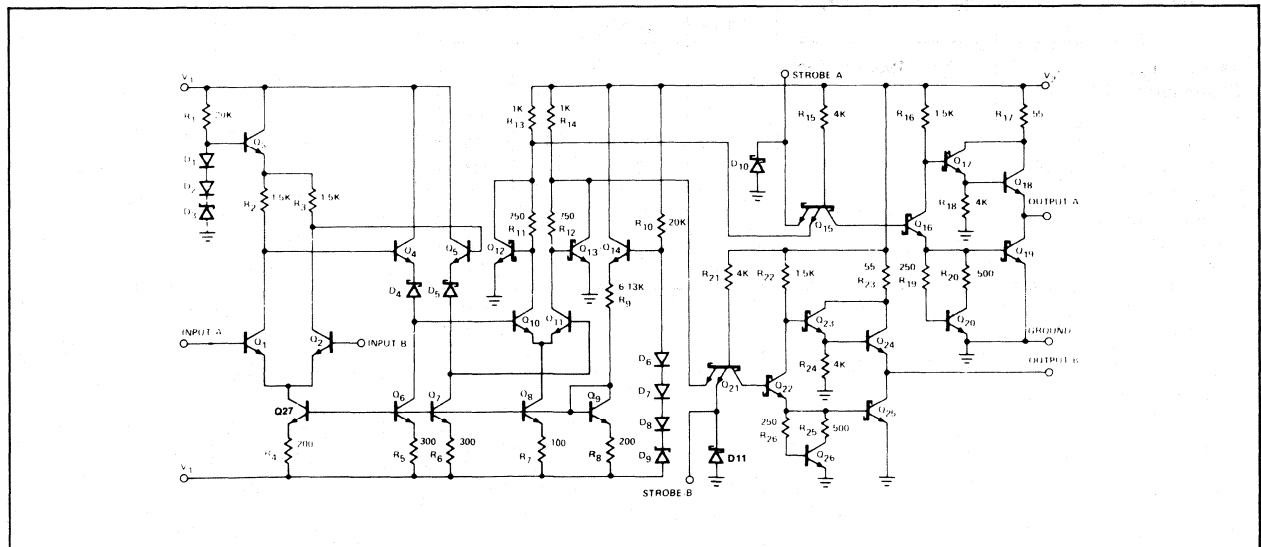 V1
R1 20K
D1
D2
D3
Q3
R2 1.5K
R3 1.5K
INPUT A
Q1
Q2
INPUT B
Q27
R4 200
V1
Q4
Q5
D4
D5
Q6
Q7
R5 300
R6 300
1K
R13
1K
R14
Q12
750
R11
750
R12
Q13
Q14
Q10
Q11
Q8
Q9
R7 100
R8 200
R10 20K
6.13K
R9
D6
D7
D8
D9
STROBE A
D10
R15 4K
Q15
Q16
R16 1.5K
V2
R17 55
Q17
Q18
R18 4K
OUTPUT A
Q19
250
R19
R20 500
Q20
GROUND
OUTPUT B
R21 4K
R22 1.5K
55
R23
Q23
Q24
R24 4K
Q21
Q22
Q25
250
R26
R25 500
Q26
D11
STROBE B